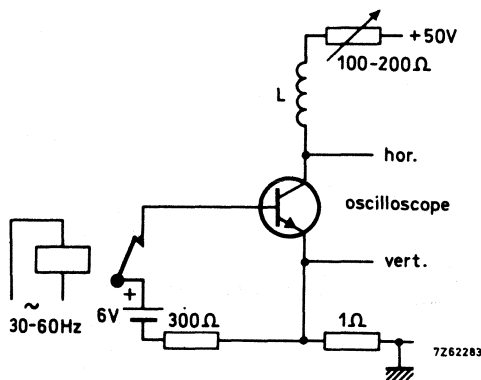 +50V
100-200Ω
L
hor.
oscilloscope
vert.
~
30-60Hz
+
6V
300Ω
1Ω
7Z62283